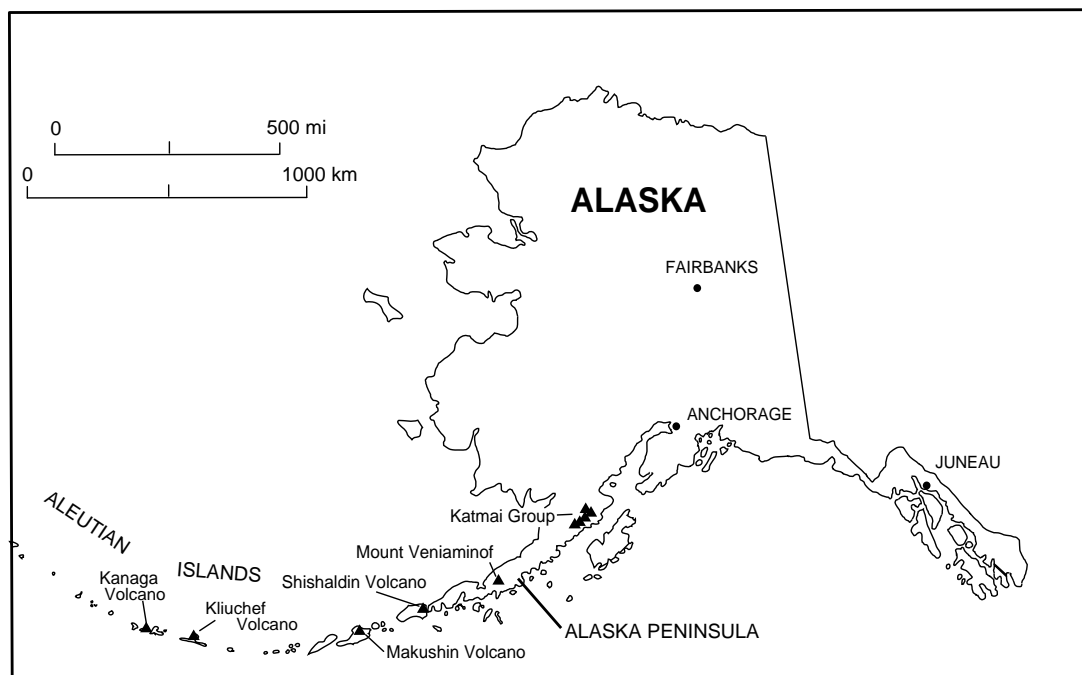 0 500 mi
0 1000 km
ALASKA
FAIRBANKS
ANCHORAGE
JUNEAU
Katmai Group
ALEUTIAN
ISLANDS
Mount Veniaminof
Shishaldin Volcano
Kanaga
Volcano
Kliuchef
Volcano
ALASKA PENINSULA
Makushin Volcano